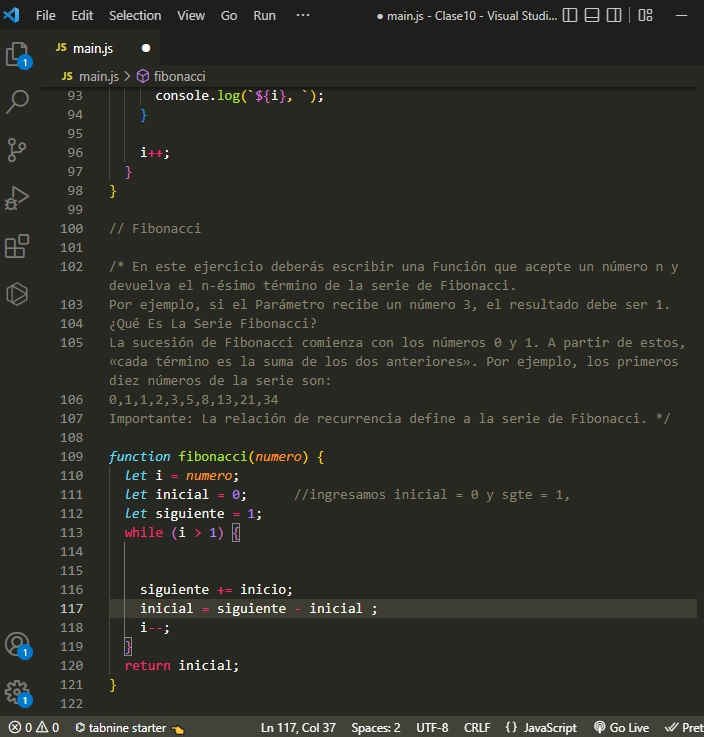 File Edit Selection View Go Run ··· ● main.js - Clase10 - Visual Studi...
JS main.js ●
JS main.js > fibonacci
93 console.log(`${i}, `);
94 }
95
96 i++;
97 }
98 }
99
100 // Fibonacci
101
102 /* En este ejercicio deberás escribir una Función que acepte un número n y
devuelva el n-ésimo término de la serie de Fibonacci.
103 Por ejemplo, si el Parámetro recibe un número 3, el resultado debe ser 1.
104 ¿Qué Es La Serie Fibonacci?
105 La sucesión de Fibonacci comienza con los números 0 y 1. A partir de estos,
«cada término es la suma de los dos anteriores». Por ejemplo, los primeros
diez números de la serie son:
106 0,1,1,2,3,5,8,13,21,34
107 Importante: La relación de recurrencia define a la serie de Fibonacci. */
108
109 function fibonacci(numero) {
110 let i = numero;
111 let inicial = 0; //ingresamos inicial = 0 y sgte = 1,
112 let siguiente = 1;
113 while (i > 1) {
114
115
116 siguiente += inicio;
117 inicial = siguiente - inicial ;
118 i--;
119 }
120 return inicial;
121 }
122
1
1
1
0 0 tabnine starter Ln 117, Col 37 Spaces: 2 UTF-8 CRLF {} JavaScript Go Live Pret